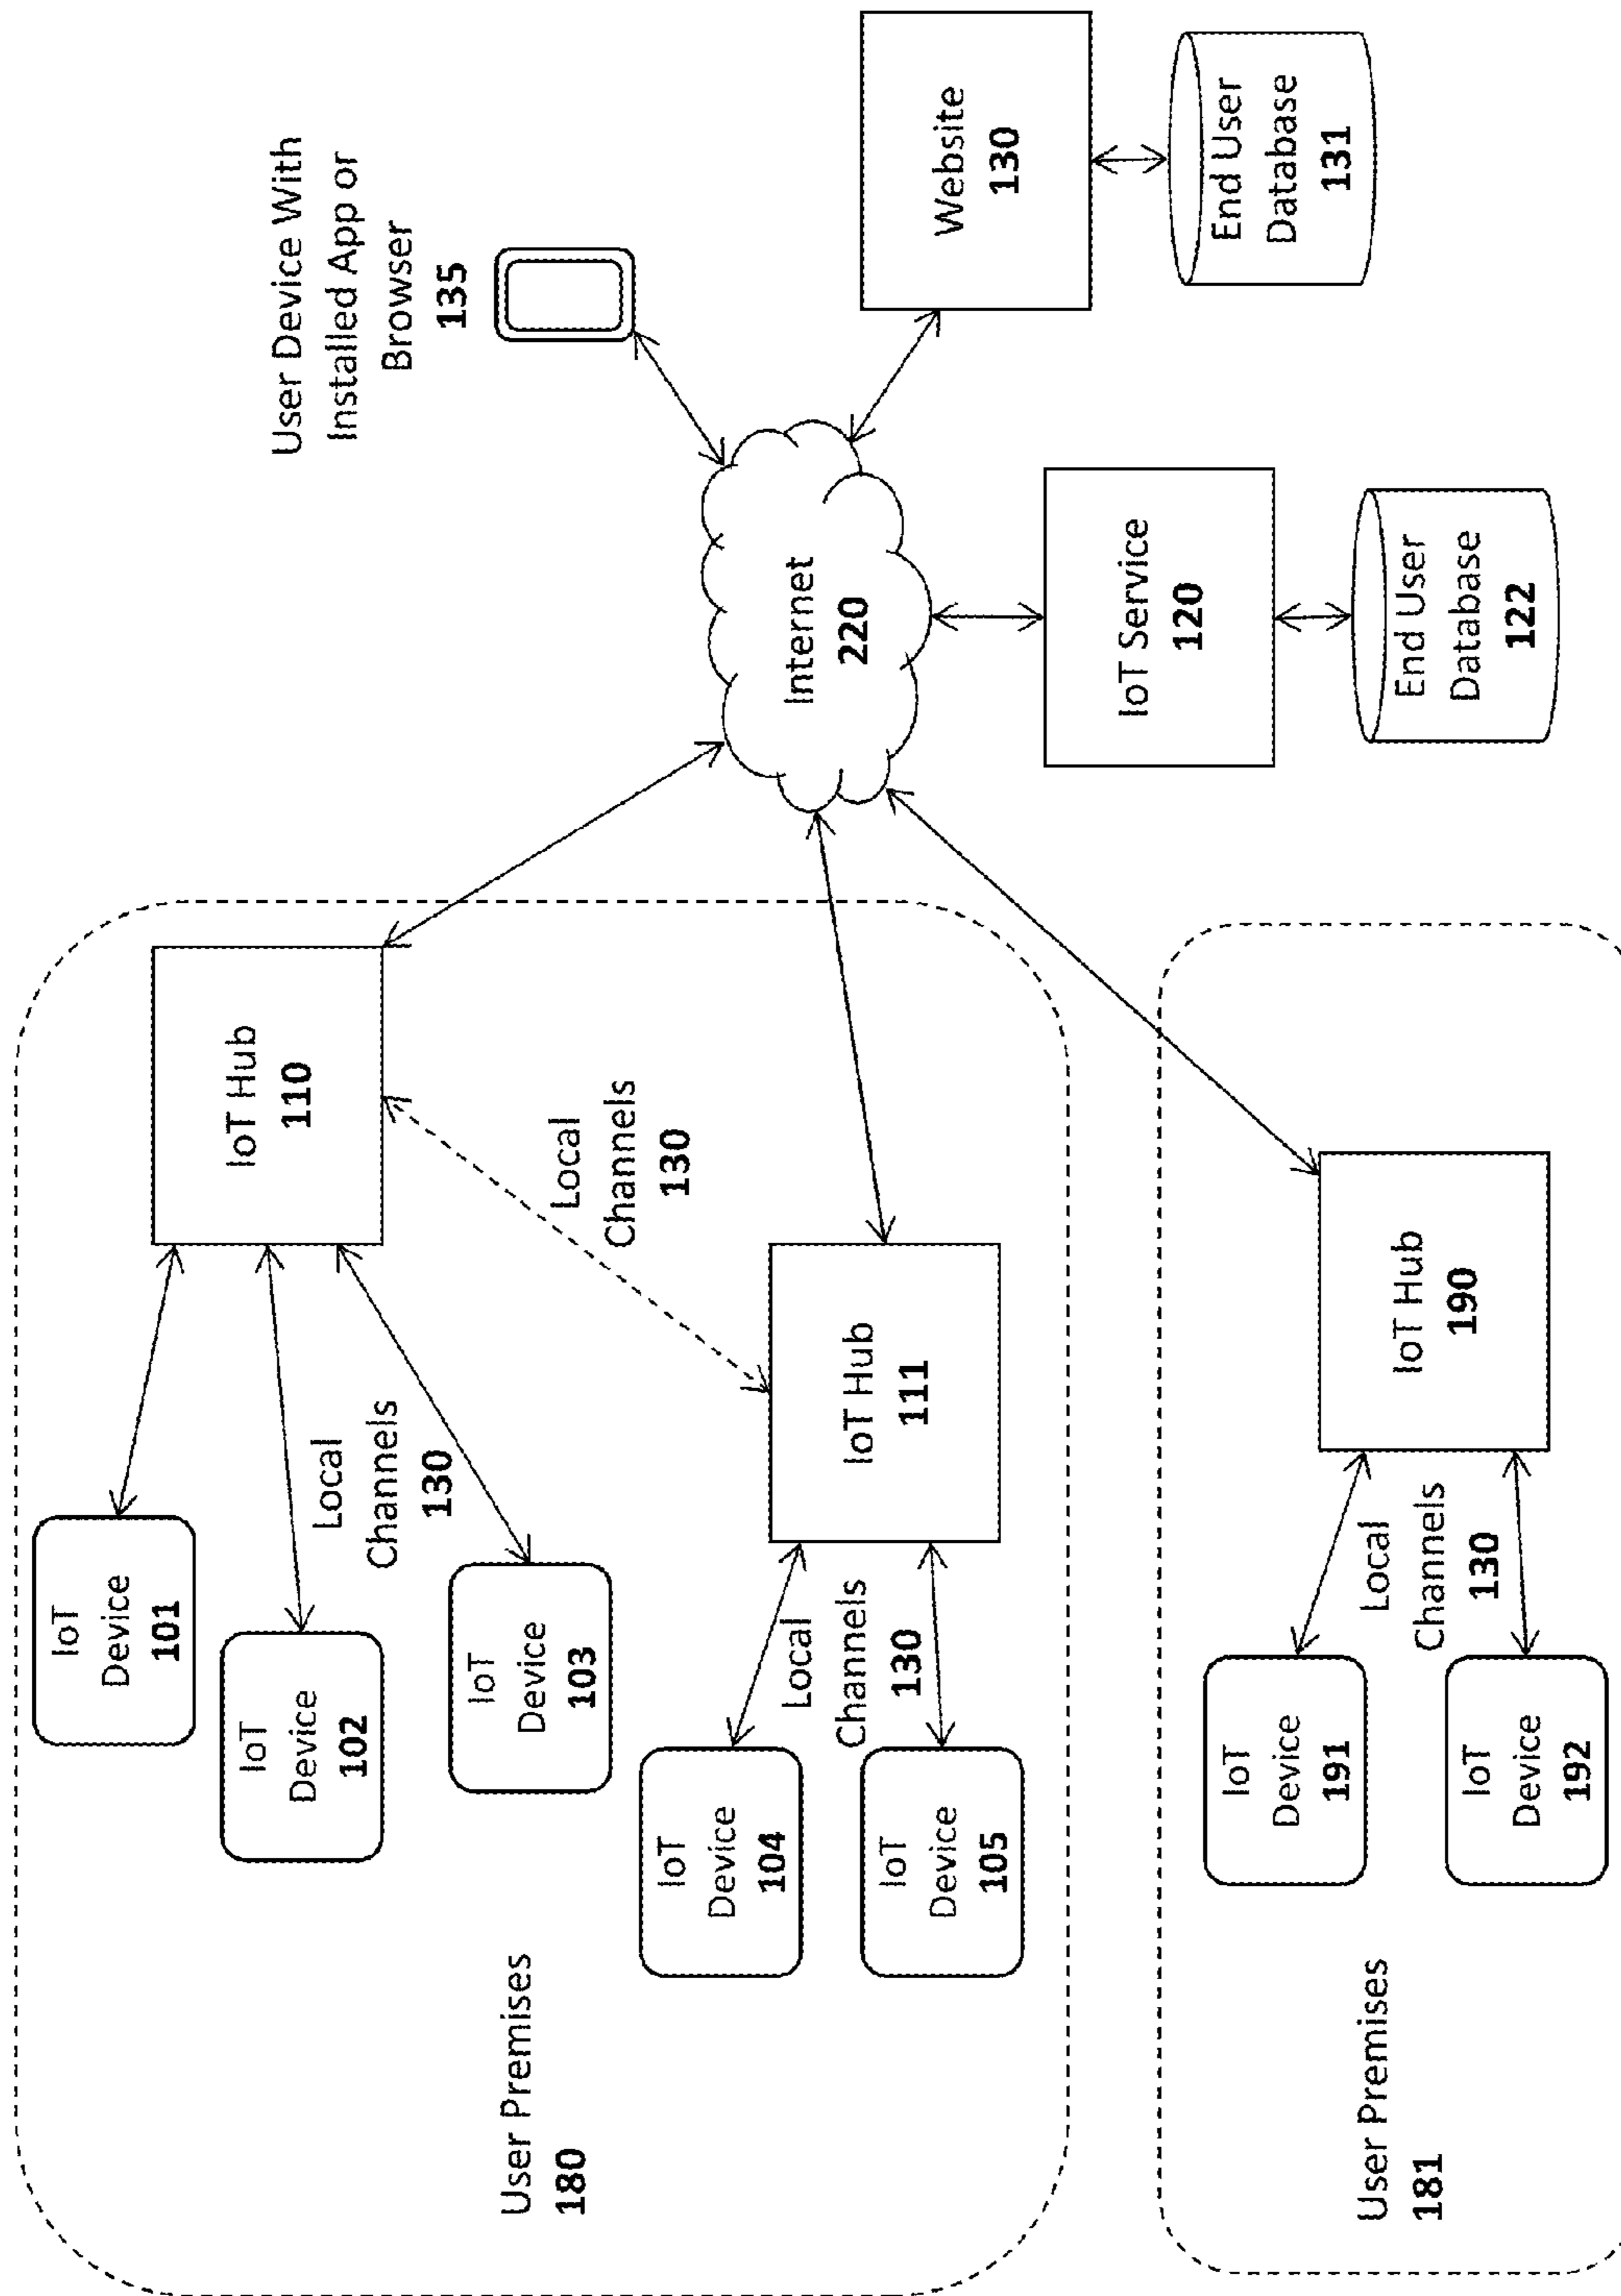 User Premises
180
IoT
Device
101
IoT
Device
102
IoT
Device
103
Local
Channels
130
IoT Hub
110
Local
Channels
130
IoT
Device
104
IoT
Device
105
Local
Channels
130
IoT Hub
111
User Premises
181
IoT
Device
191
IoT
Device
192
Local
Channels
130
IoT Hub
190
Internet
220
User Device With
Installed App or
Browser
135
IoT Service
120
End User
Database
122
Website
130
End User
Database
131